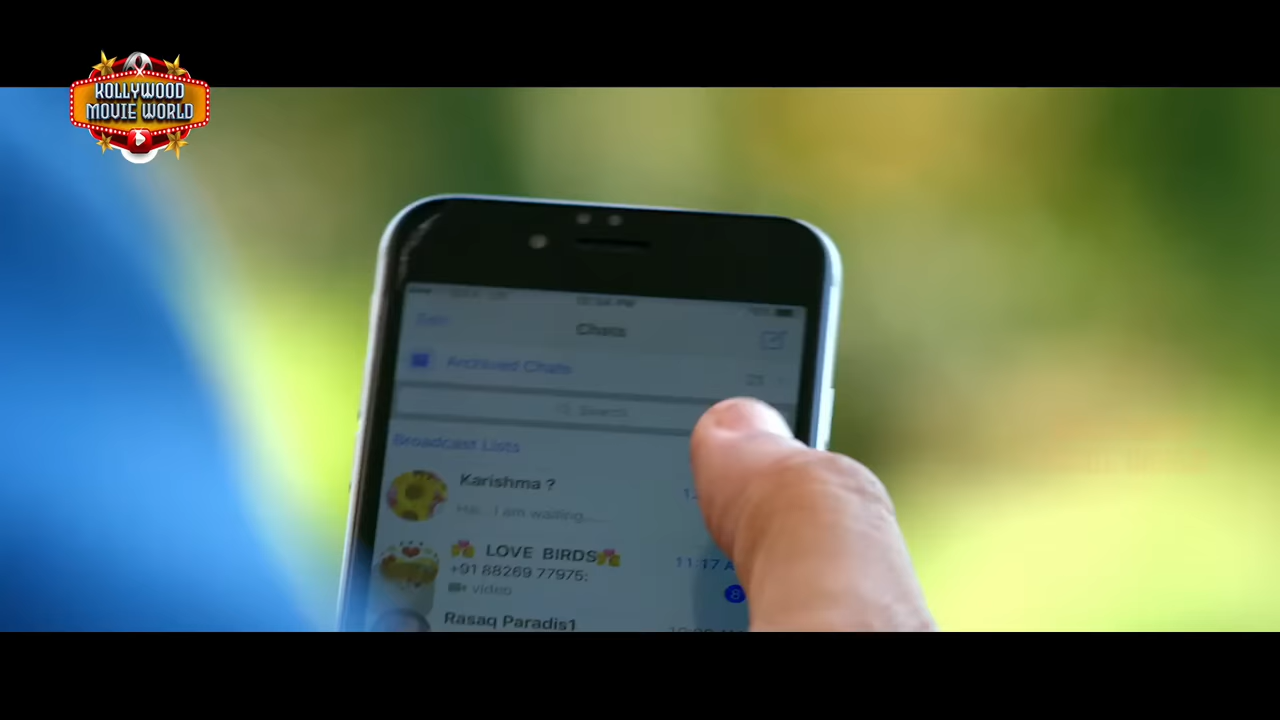 KOLLYWOOD
MOVIE WORLD
Chats
Archived Chats
Search
Broadcast Lists
Karishma ?
Hai... I am waiting.....
LOVE BIRDS
11:17 A
+91 88269 77975:
8
video
Rasaq Paradis1